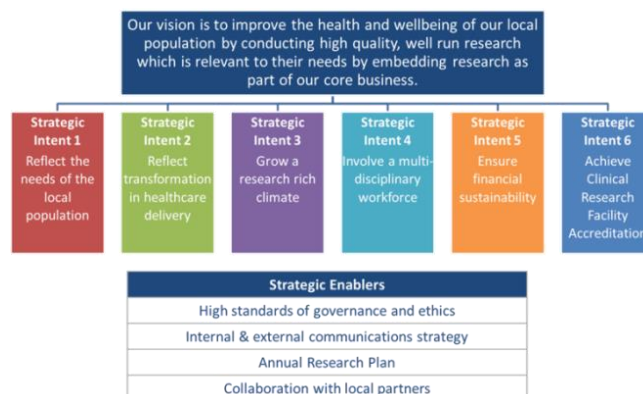 Our vision is to improve the health and wellbeing of our local
population by conducting high quality, well run research
which is relevant to their needs by embedding research as
part of our core business.
Strategic
Intent 1
Reflect the
needs of the
local
population
Strategic
Intent 2
Reflect
transformation
in healthcare
delivery
Strategic
Intent 3
Grow a
research rich
climate
Strategic
Intent 4
Involve a multi-
disciplinary
workforce
Strategic
Intent 5
Ensure
financial
sustainability
Strategic
Intent 6
Achieve
Clinical
Research
Facility
Accreditation
Strategic Enablers
High standards of governance and ethics
Internal & external communications strategy
Annual Research Plan
Collaboration with local partners